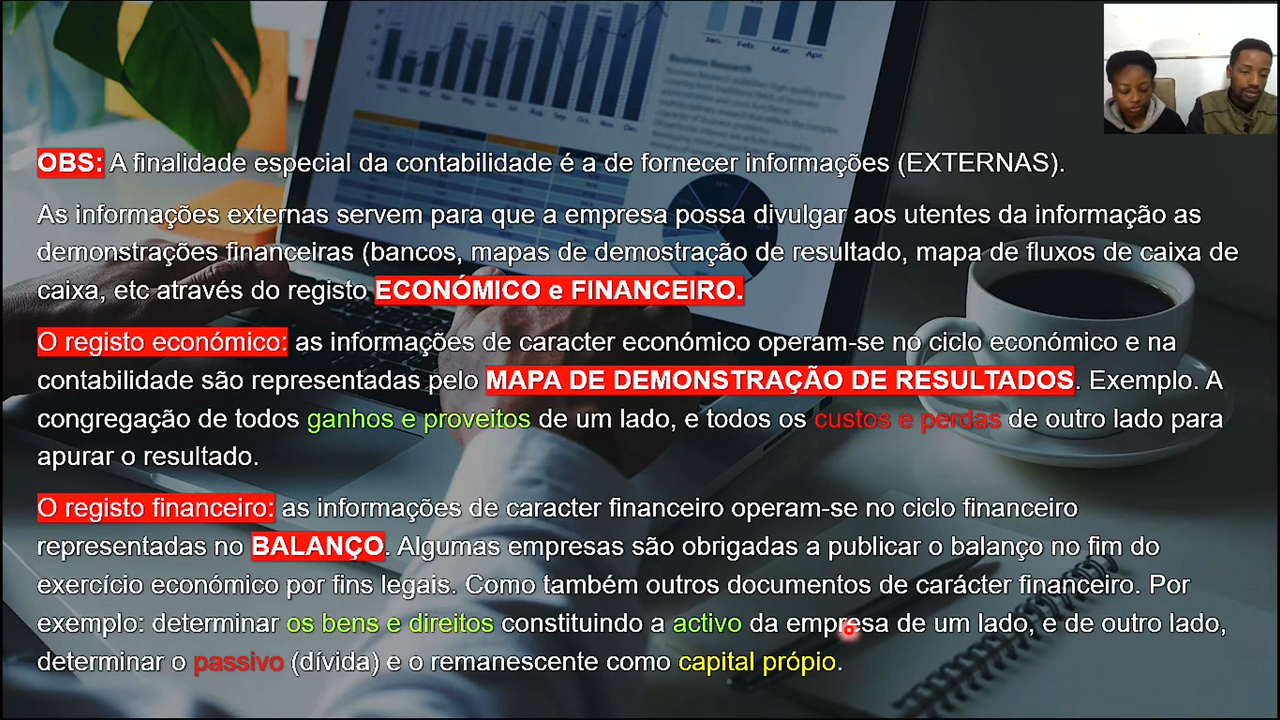 Jan. Feb. Mar. Apr.
Business Research
OBS: A finalidade especial da contabilidade é a de fornecer informações (EXTERNAS).
As informações externas servem para que a empresa possa divulgar aos utentes da informação as
demonstrações financeiras (bancos, mapas de demostração de resultado, mapa de fluxos de caixa de
caixa, etc através do registo ECONÓMICO e FINANCEIRO.
O registo económico: as informações de caracter económico operam-se no ciclo económico e na
contabilidade são representadas pelo MAPA DE DEMONSTRAÇÃO DE RESULTADOS. Exemplo. A
congregação de todos ganhos e proveitos de um lado, e todos os custos e perdas de outro lado para
apurar o resultado.
O registo financeiro: as informações de caracter financeiro operam-se no ciclo financeiro
representadas no BALANÇO. Algumas empresas são obrigadas a publicar o balanço no fim do
exercício económico por fins legais. Como também outros documentos de carácter financeiro. Por
exemplo: determinar os bens e direitos constituindo a activo da empresa de um lado, e de outro lado,
determinar o passivo (dívida) e o remanescente como capital própio.